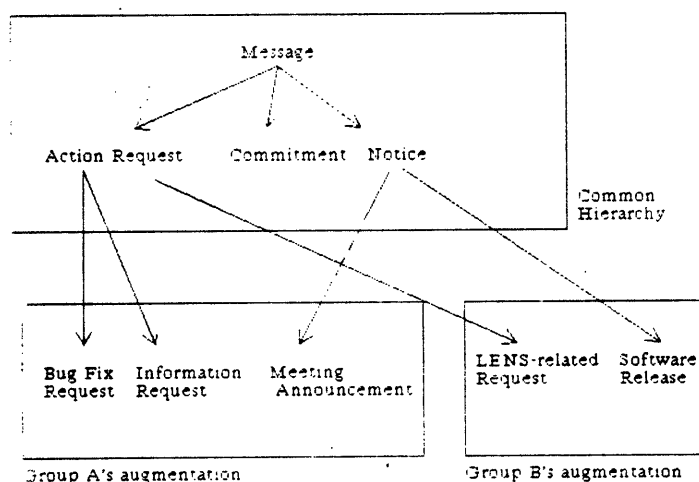 Message
Action Request Commitment Notice
Common
Hierarchy
Bug Fix
Request
Information
Request
Meeting
Announcement
LENS-related
Request
Software
Release
Group A's augmentation
Group B's augmentation